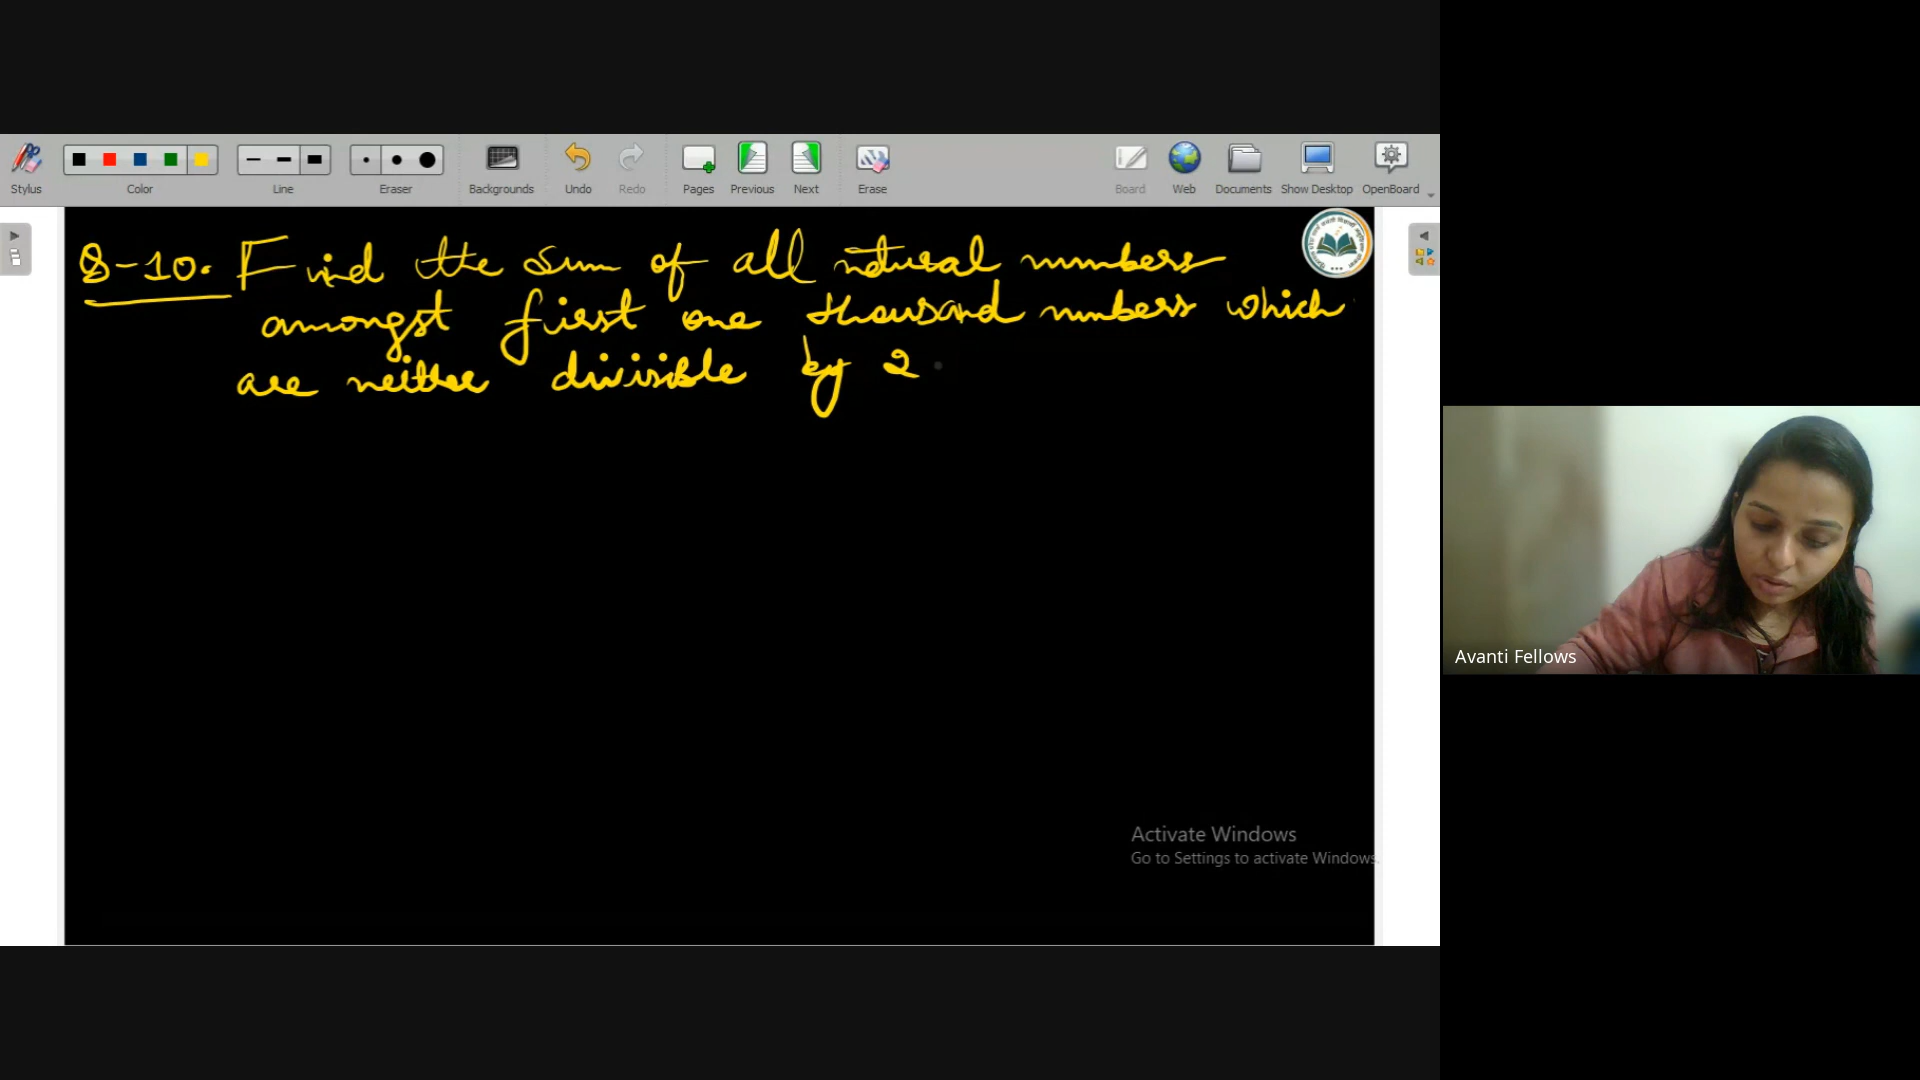 Stylus Color Line Eraser Backgrounds Undo Redo Pages Previous Next Erase Board Web Documents Show Desktop OpenBoard
Q-10. Find the sum of all natural numbers
amongst first one thousand numbers which
are neither divisible by 2
Avanti Fellows
Activate Windows
Go to Settings to activate Windows.